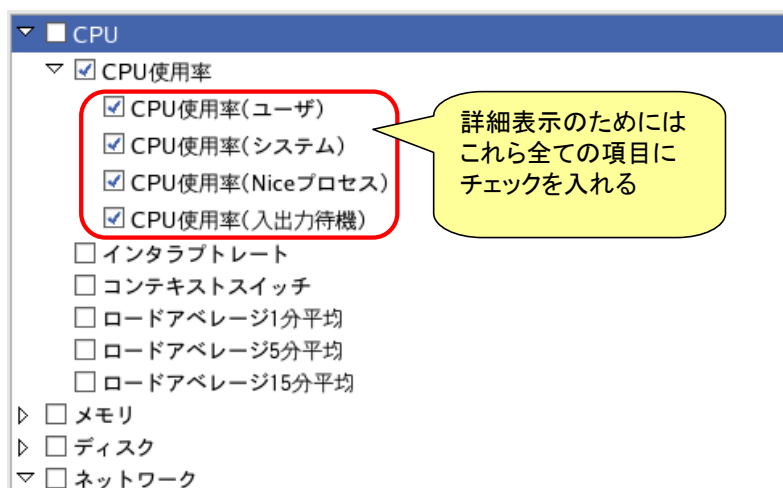 CPU
CPU使用率
CPU使用率(ユーザ)
CPU使用率(システム)
CPU使用率(Niceプロセス)
CPU使用率(入出力待機)
詳細表示のためには
これら全ての項目に
チェックを入れる
インタラプトレート
コンテキストスイッチ
ロードアベレージ1分平均
ロードアベレージ5分平均
ロードアベレージ15分平均
メモリ
ディスク
ネットワーク